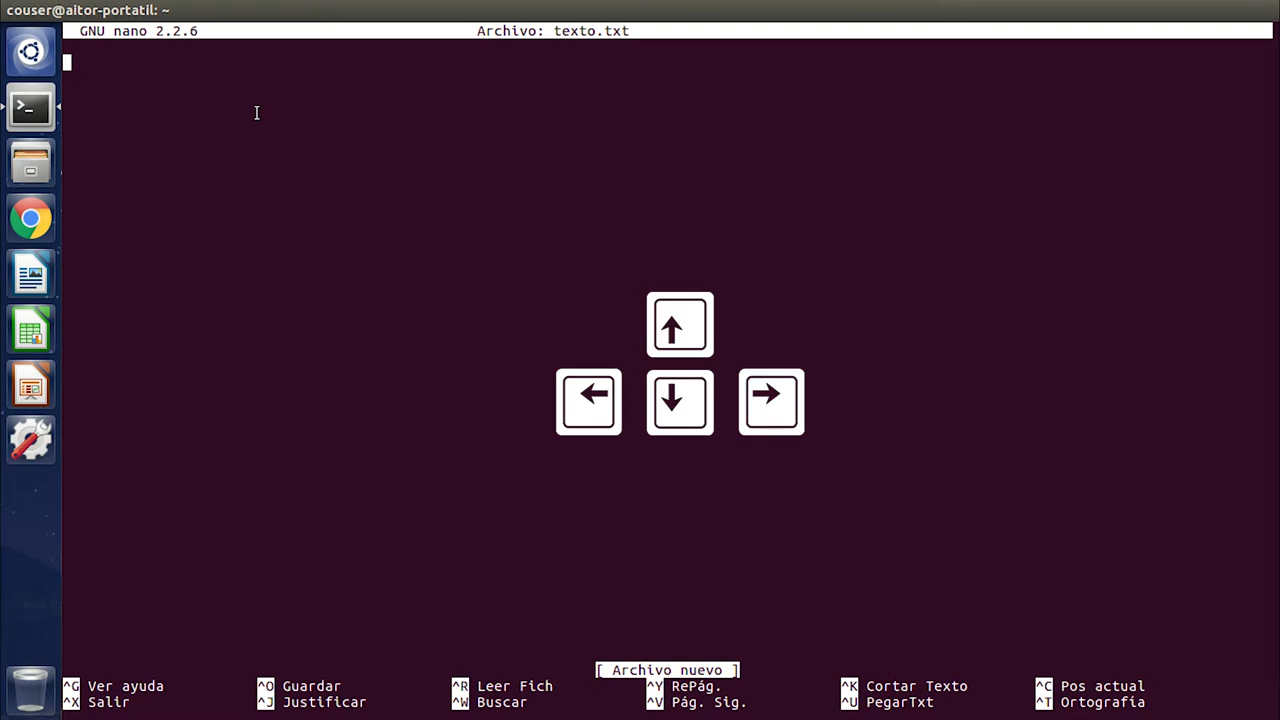 couser@aitor-portatil: ~
GNU nano 2.2.6 Archivo: texto.txt
[ Archivo nuevo ]
^G Ver ayuda ^O Guardar ^R Leer Fich ^Y RePág. ^K Cortar Texto ^C Pos actual
^X Salir ^J Justificar ^W Buscar ^V Pág. Sig. ^U PegarTxt ^T Ortografía